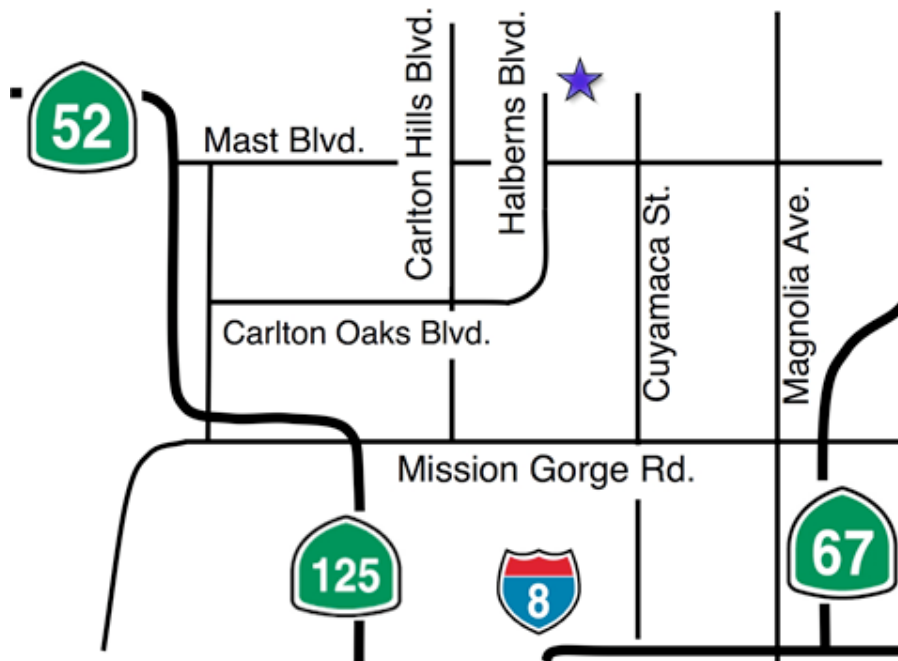 52
Mast Blvd.
Carlton Hills Blvd.
Halberns Blvd.
Cuyamaca St.
Magnolia Ave.
Carlton Oaks Blvd.
Mission Gorge Rd.
125
8
67